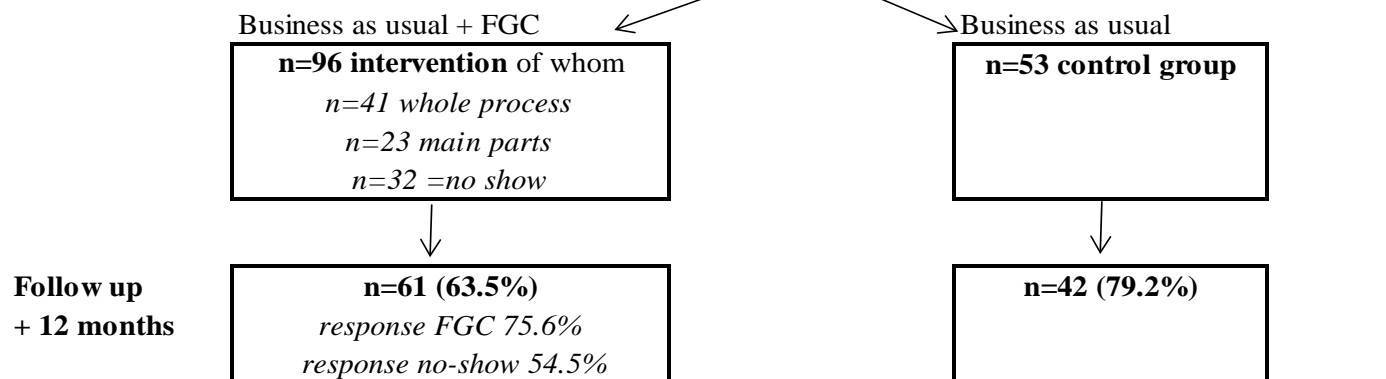 Business as usual + FGC
Business as usual
n=96 intervention of whom
n=41 whole process
n=23 main parts
n=32 =no show
n=53 control group
Follow up
+ 12 months
n=61 (63.5%)
response FGC 75.6%
response no-show 54.5%
n=42 (79.2%)